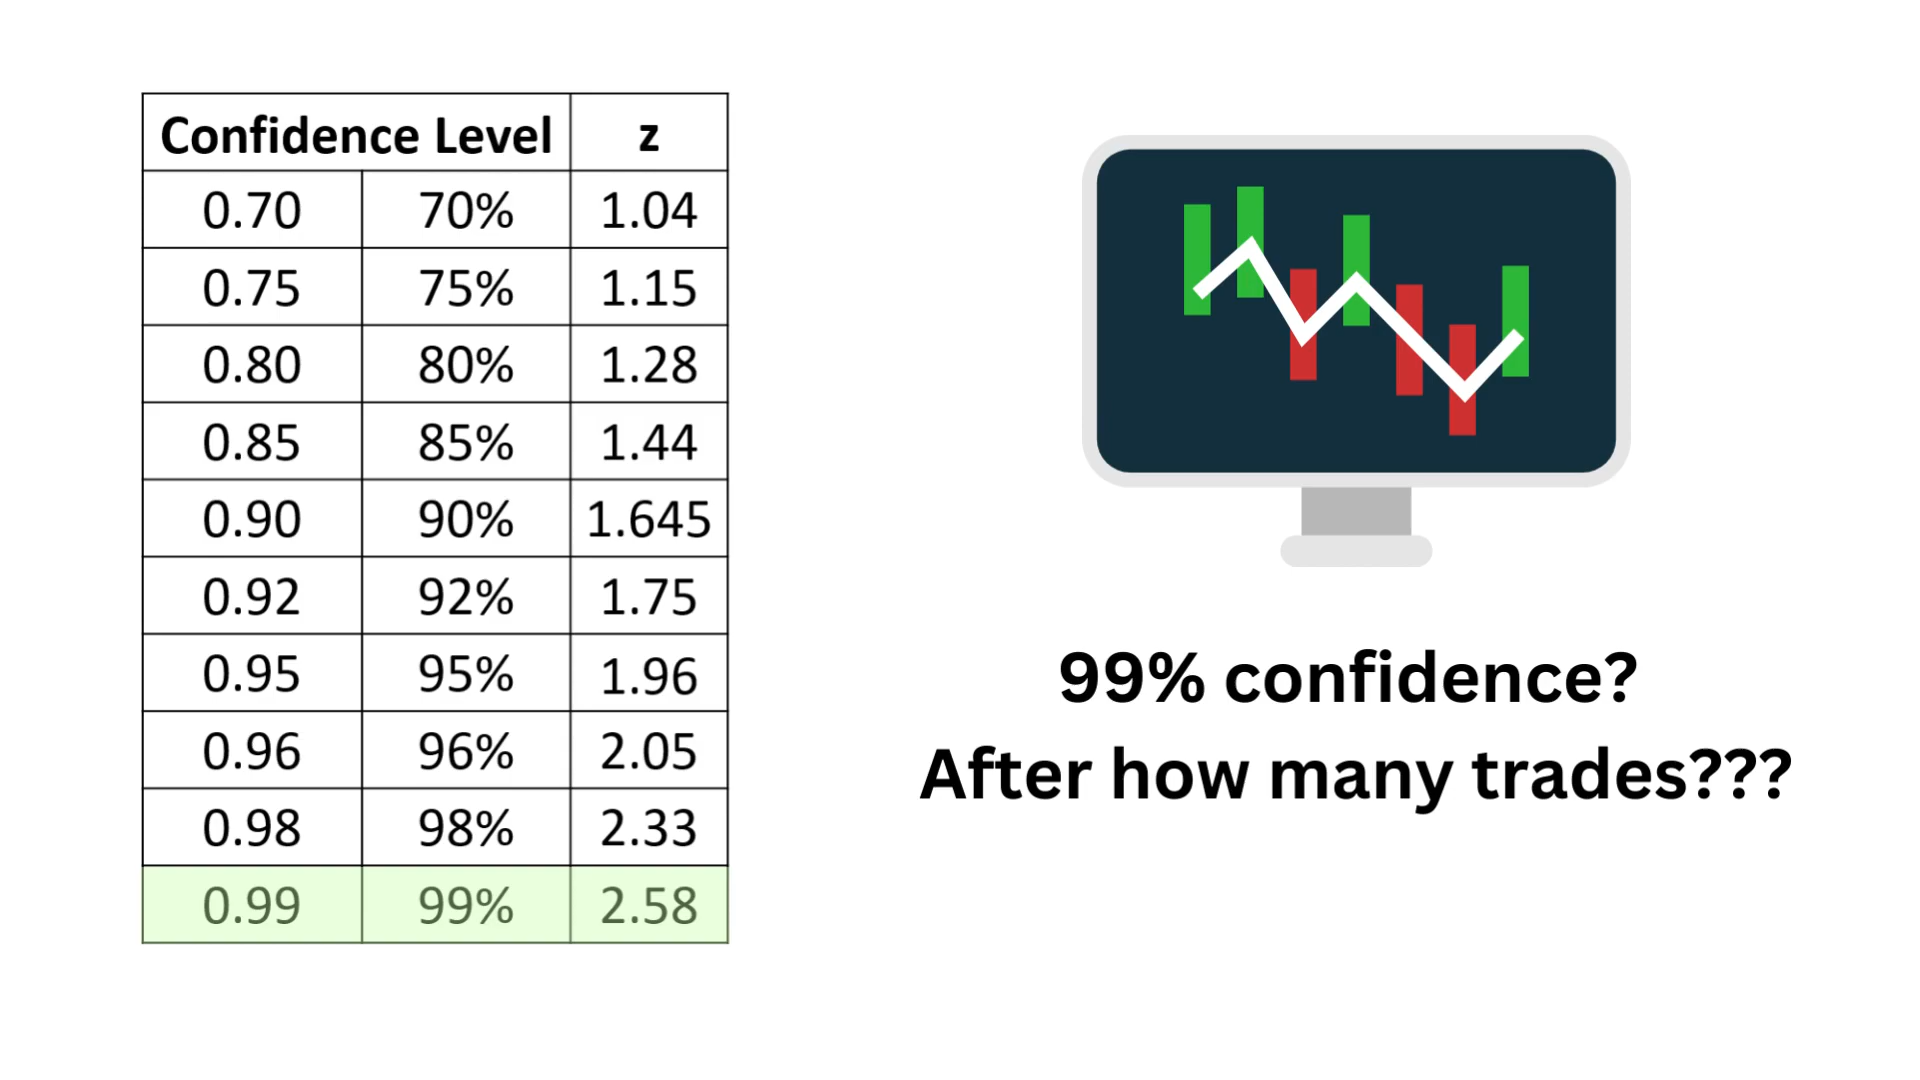 Confidence Level z
0.70 70% 1.04
0.75 75% 1.15
0.80 80% 1.28
0.85 85% 1.44
0.90 90% 1.645
0.92 92% 1.75
0.95 95% 1.96
0.96 96% 2.05
0.98 98% 2.33
0.99 99% 2.58
99% confidence?
After how many trades???